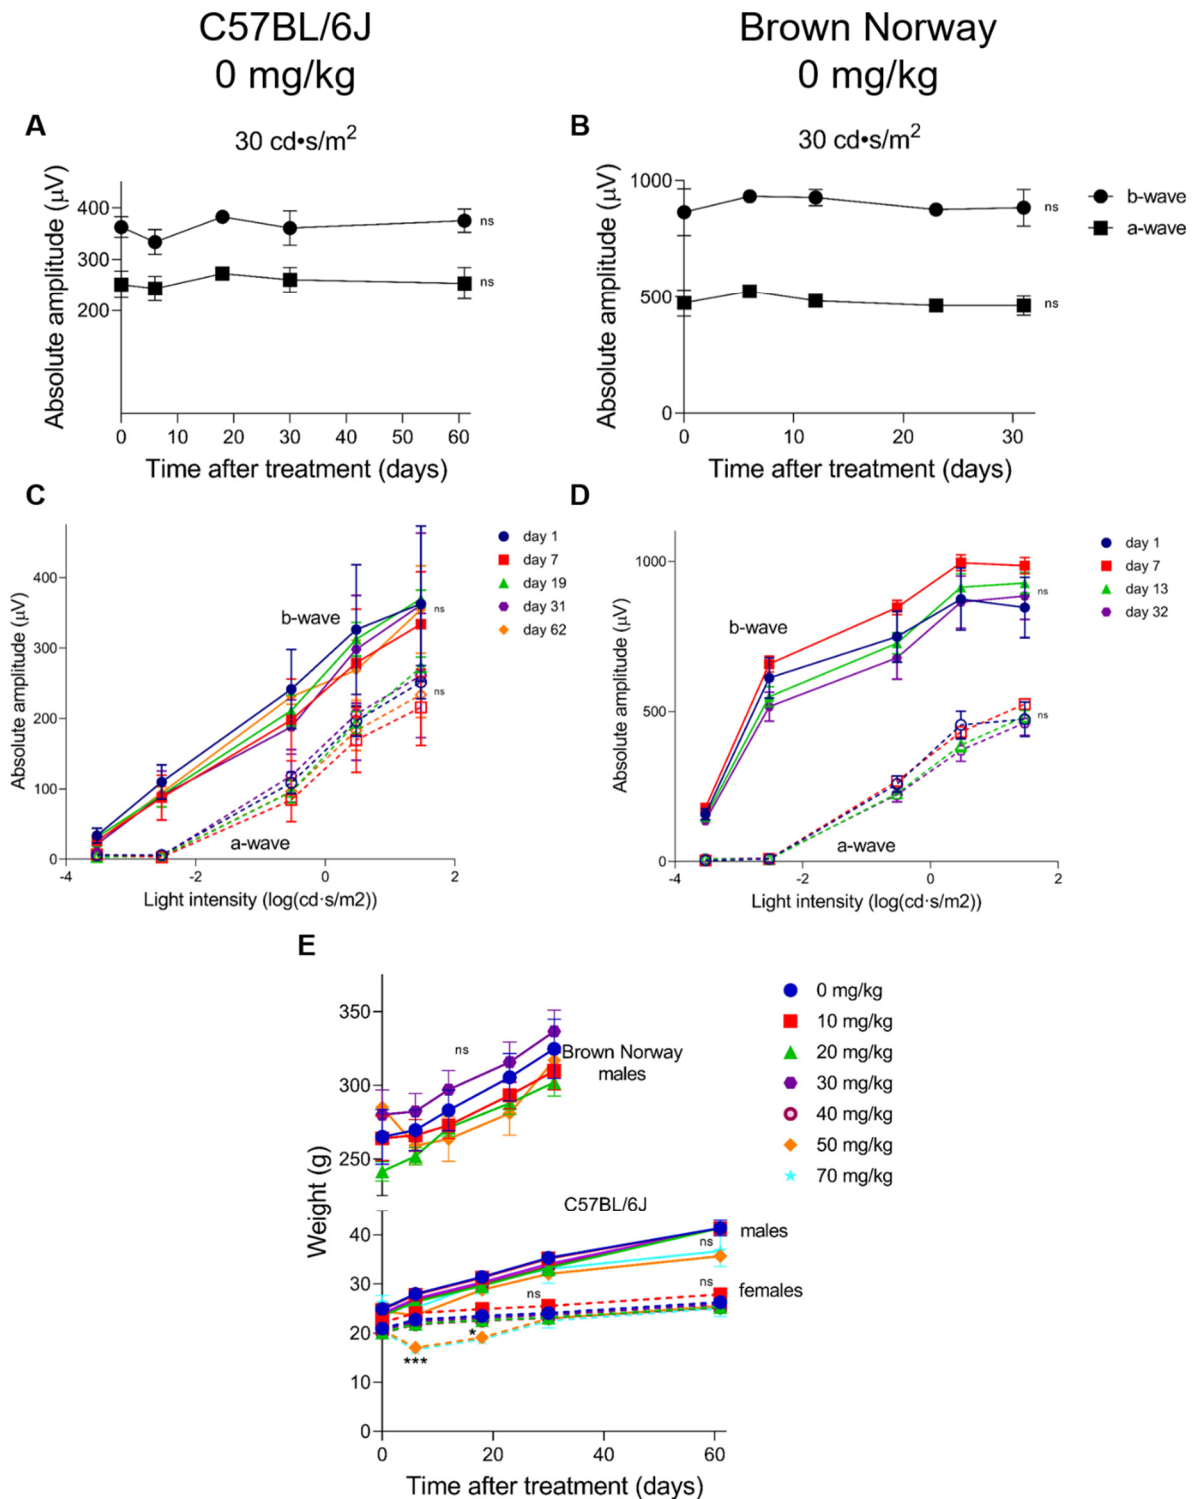 C57BL/6J
0 mg/kg
Brown Norway
0 mg/kg
A
30 cd•s/m²
Absolute amplitude (μV)
400
300
200
0
10
20
30
40
50
60
Time after treatment (days)
ns
ns
B
30 cd•s/m²
Absolute amplitude (μV)
1000
500
0
0
10
20
30
Time after treatment (days)
ns
ns
b-wave
a-wave
C
Absolute amplitude (μV)
400
300
200
100
0
-4
-2
0
2
Light intensity (log(cd·s/m2))
b-wave
a-wave
ns
ns
day 1
day 7
day 19
day 31
day 62
D
Absolute amplitude (μV)
1000
500
0
-4
-2
0
2
Light intensity (log(cd·s/m2))
b-wave
a-wave
ns
ns
day 1
day 7
day 13
day 32
E
Weight (g)
350
300
250
40
30
20
10
0
0
20
40
60
Time after treatment (days)
ns
Brown Norway
males
C57BL/6J
males
ns
ns
females
ns
*
***
0 mg/kg
10 mg/kg
20 mg/kg
30 mg/kg
40 mg/kg
50 mg/kg
70 mg/kg